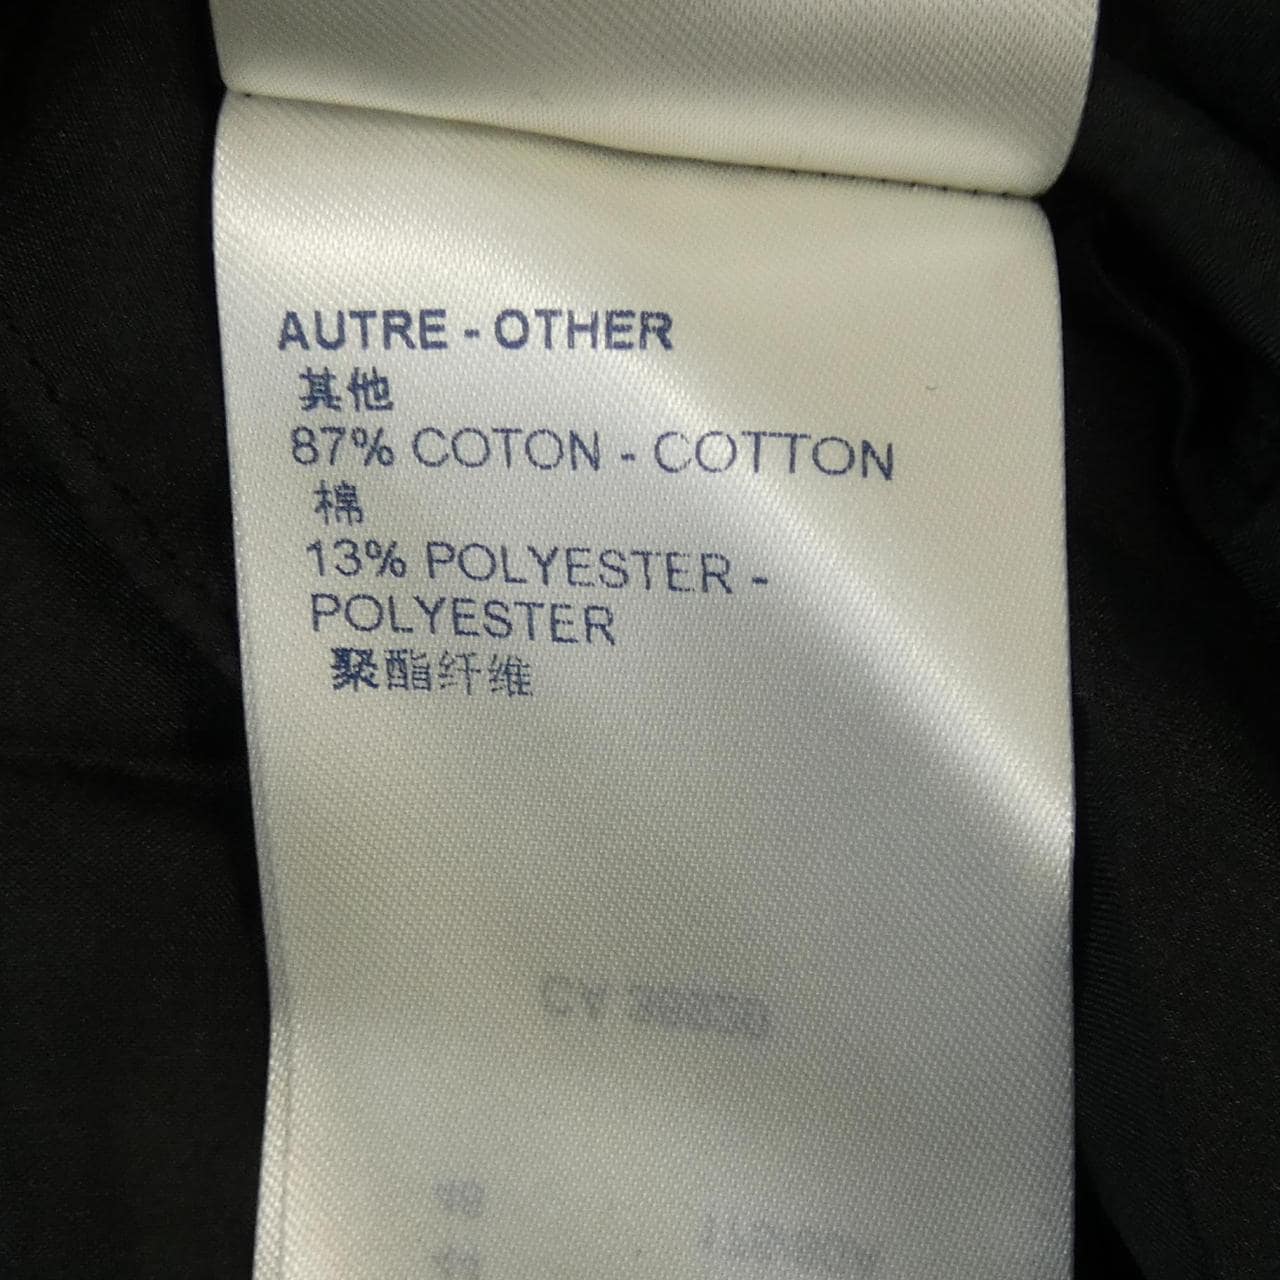 AUTRE - OTHER
其他
87% COTON - COTTON
棉
13% POLYESTER -
POLYESTER
聚酯纤维